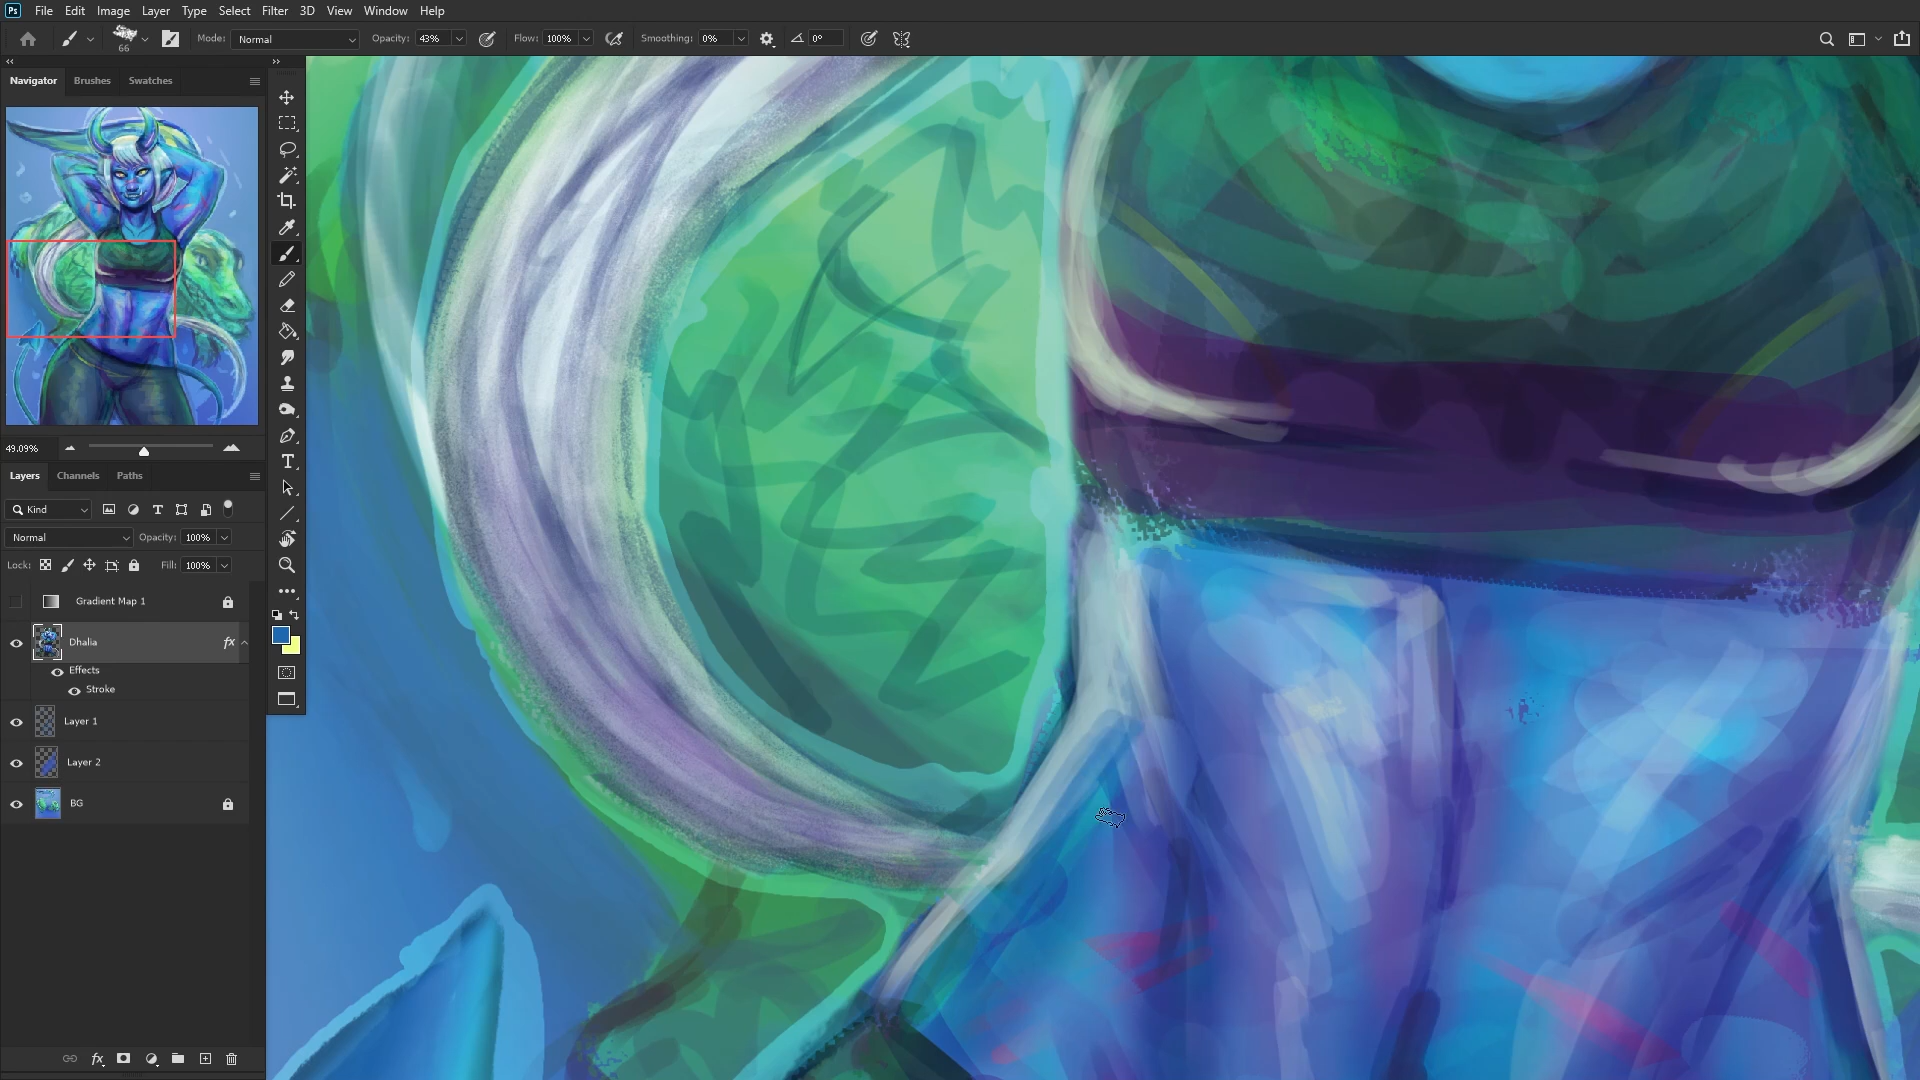 Ps File Edit Image Layer Type Select Filter 3D View Window Help
66 Mode: Normal Opacity: 43% Flow: 100% Smoothing: 0% 0°
Navigator Brushes Swatches
49.09%
Layers Channels Paths
Kind
Normal Opacity: 100%
Lock: Fill: 100%
Gradient Map 1
Dhalia fx
Effects
Stroke
Layer 1
Layer 2
BG
fx